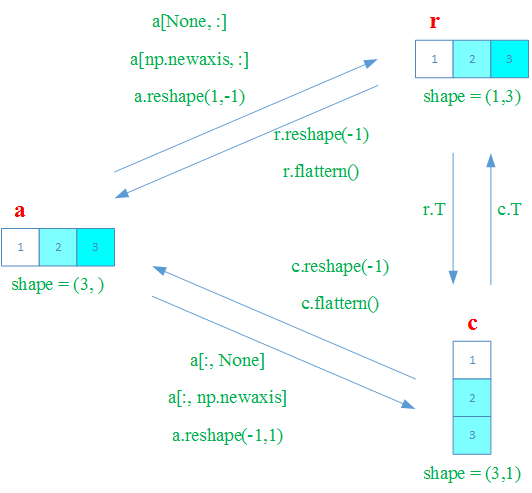 a[None, :]
a[np.newaxis, :]
a.reshape(1,-1)
r
1 2 3
shape = (1,3)
r.reshape(-1)
r.flattern()
a
1 2 3
shape = (3, )
r.T
c.T
c.reshape(-1)
c.flattern()
a[:, None]
a[:, np.newaxis]
a.reshape(-1,1)
c
1
2
3
shape = (3,1)